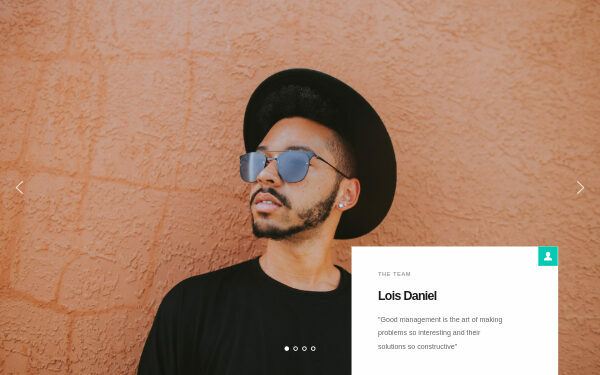 THE TEAM
Lois Daniel
"Good management is the art of making
problems so interesting and their
solutions so constructive"